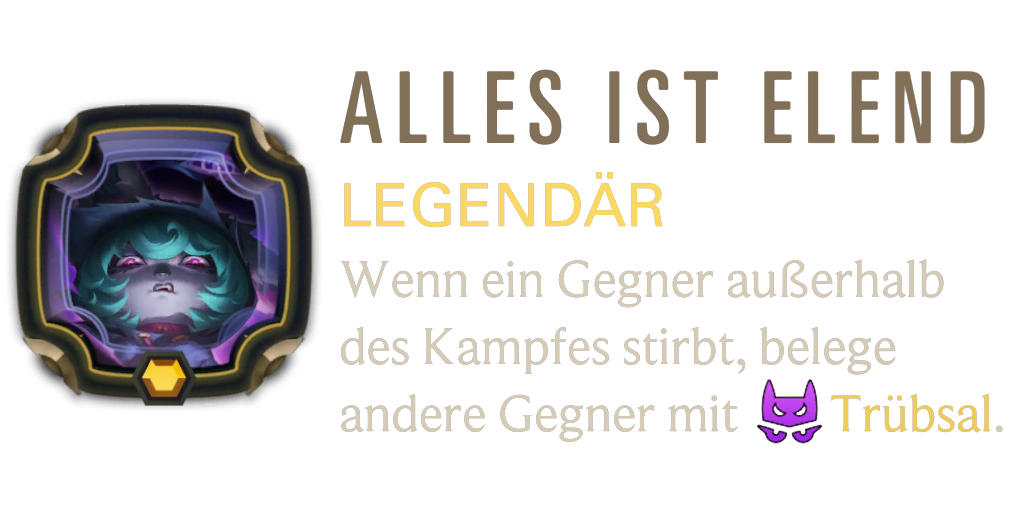 ALLES IST ELEND
LEGENDÄR
Wenn ein Gegner außerhalb
des Kampfes stirbt, belege
andere Gegner mit Trübsal.